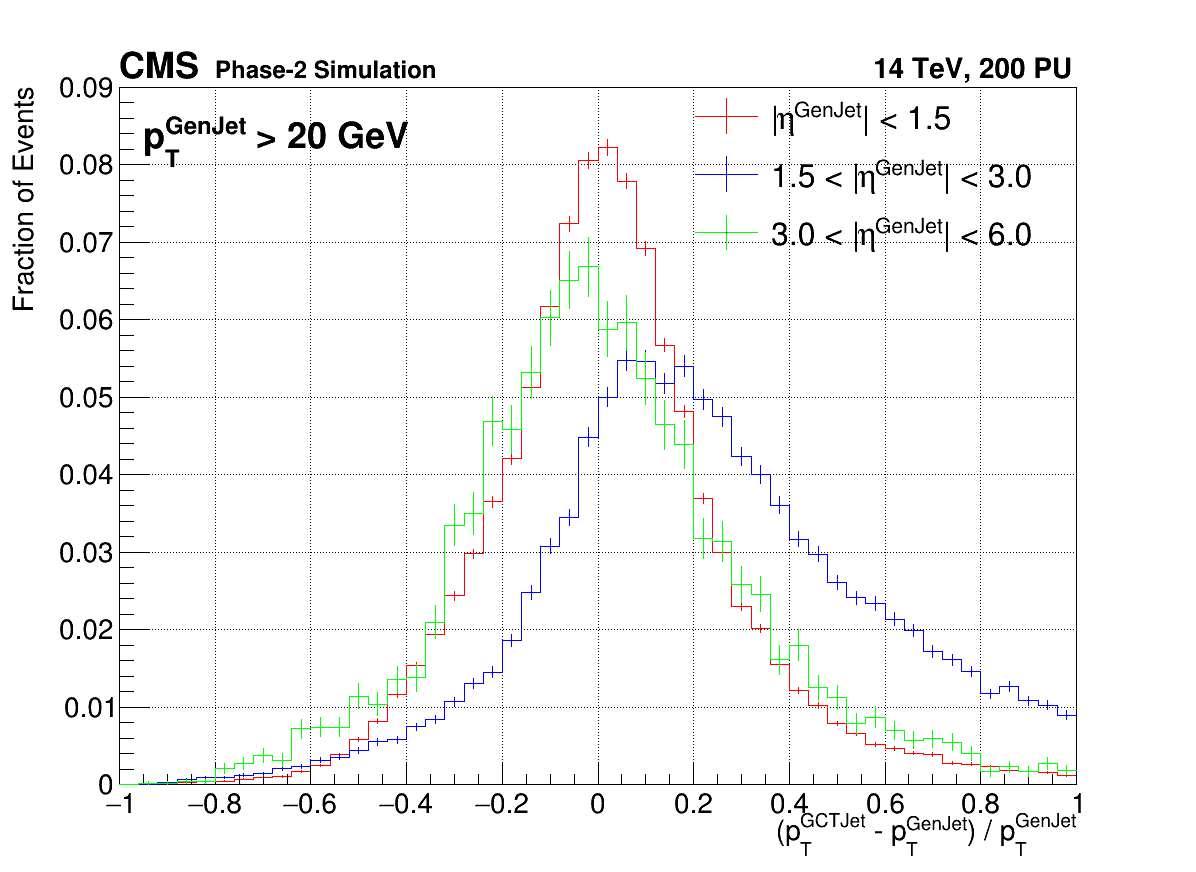 CMS Phase-2 Simulation 14 TeV, 200 PU
Fraction of Events
0.09
0.08
0.07
0.06
0.05
0.04
0.03
0.02
0.01
0
p_T^GenJet > 20 GeV
|η^GenJet| < 1.5
1.5 < |η^GenJet| < 3.0
3.0 < |η^GenJet| < 6.0
−1 −0.8 −0.6 −0.4 −0.2 0 0.2 0.4 0.6 0.8 1
(p_T^GCTJet - p_T^GenJet) / p_T^GenJet